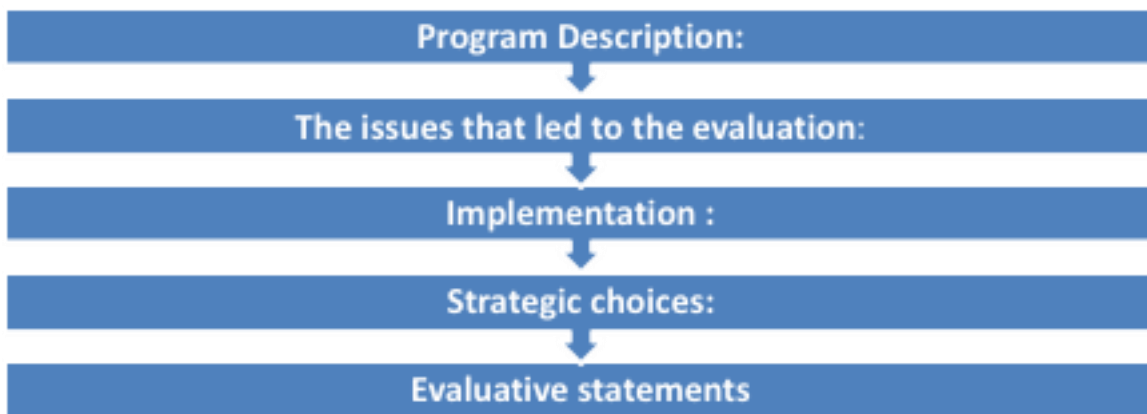 Program Description:
The issues that led to the evaluation:
Implementation :
Strategic choices:
Evaluative statements